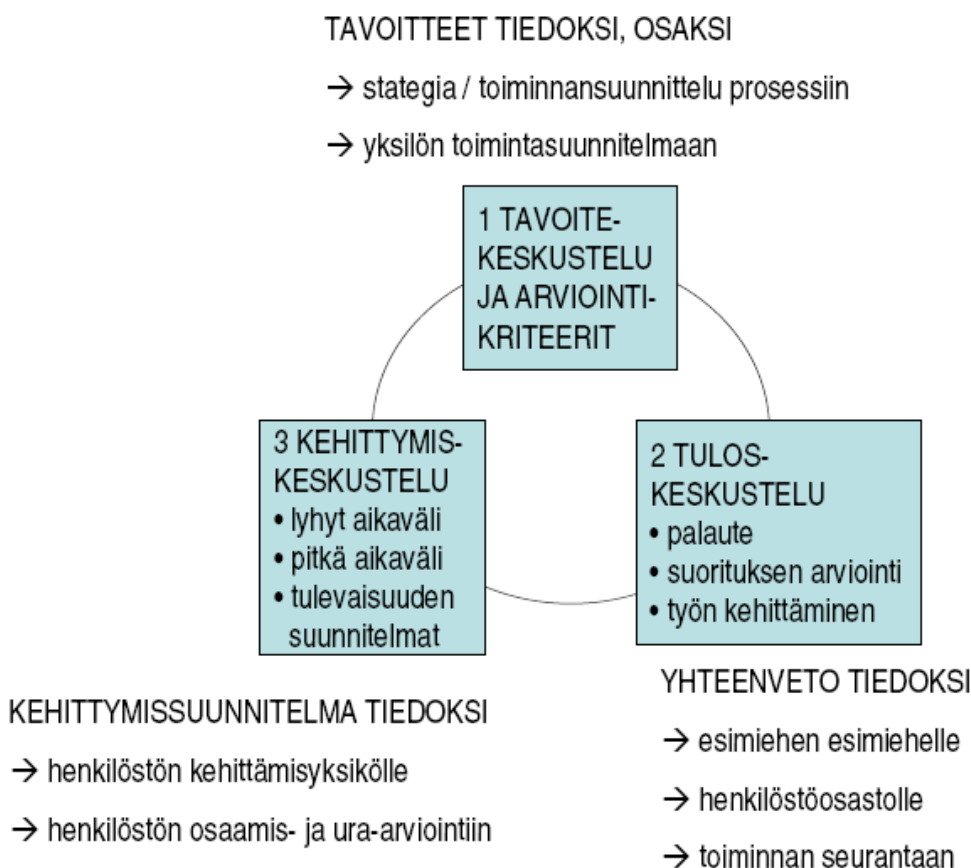 TAVOITTEET TIEDOKSI, OSAKSI
→ stategia / toiminnansuunnittelu prosessiin
→ yksilön toimintasuunnitelmaan
1 TAVOITE-
KESKUSTELU
JA ARVIOINTI-
KRITEERIT
3 KEHITTYMIS-
KESKUSTELU
• lyhyt aikaväli
• pitkä aikaväli
• tulevaisuuden
suunnitelmat
2 TULOS-
KESKUSTELU
• palaute
• suorituksen arviointi
• työn kehittäminen
KEHITTYMISSUUNNITELMA TIEDOKSI
→ henkilöstön kehittämisyksikölle
→ henkilöstön osaamis- ja ura-arviointiin
YHTEENVETO TIEDOKSI
→ esimiehen esimiehelle
→ henkilöstöosastolle
→ toiminnan seurantaan